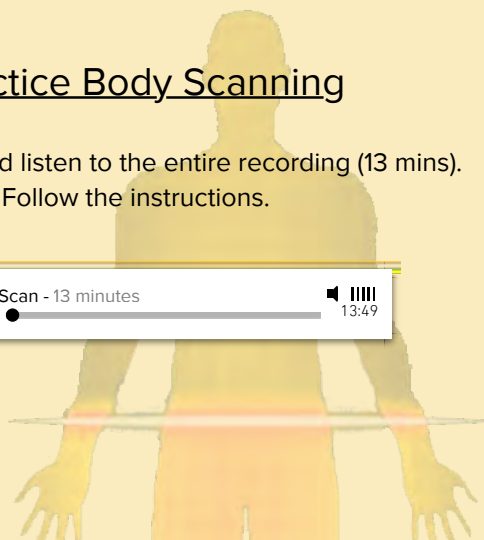 ctice Body Scanning
d listen to the entire recording (13 mins).
Follow the instructions.
Scan - 13 minutes
13:49